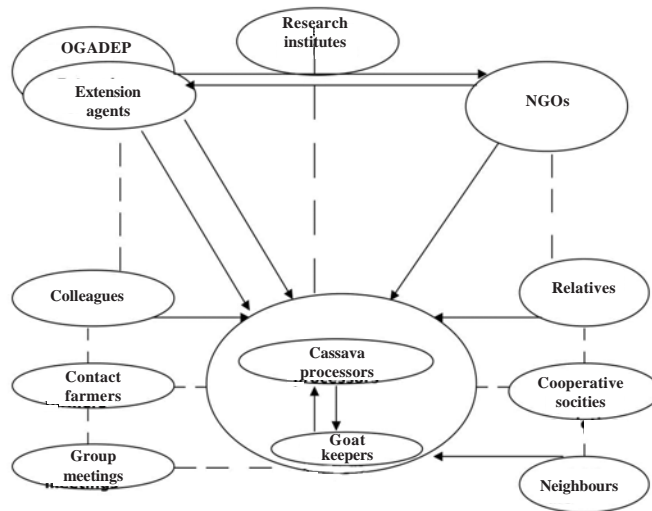 Research
institutes
OGADEP
Extension
agents
NGOs
Colleagues
Relatives
Cassava
processors
Contact
farmers
Cooperative
socities
Goat
keepers
Group
meetings
Neighbours